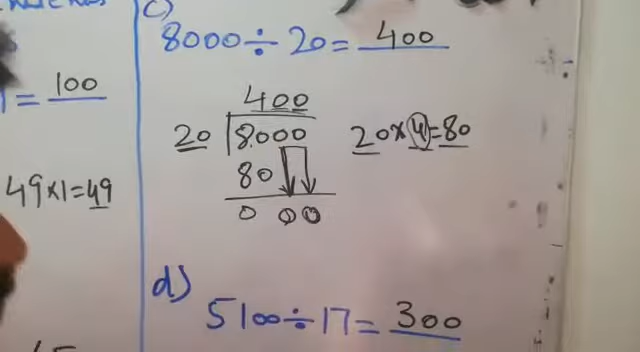 c)
8000 ÷ 20 = 400
= 100
400
20 8000 20 × 4 = 80
80
49 × 1 = 49
0 00
d)
5100 ÷ 17 = 300